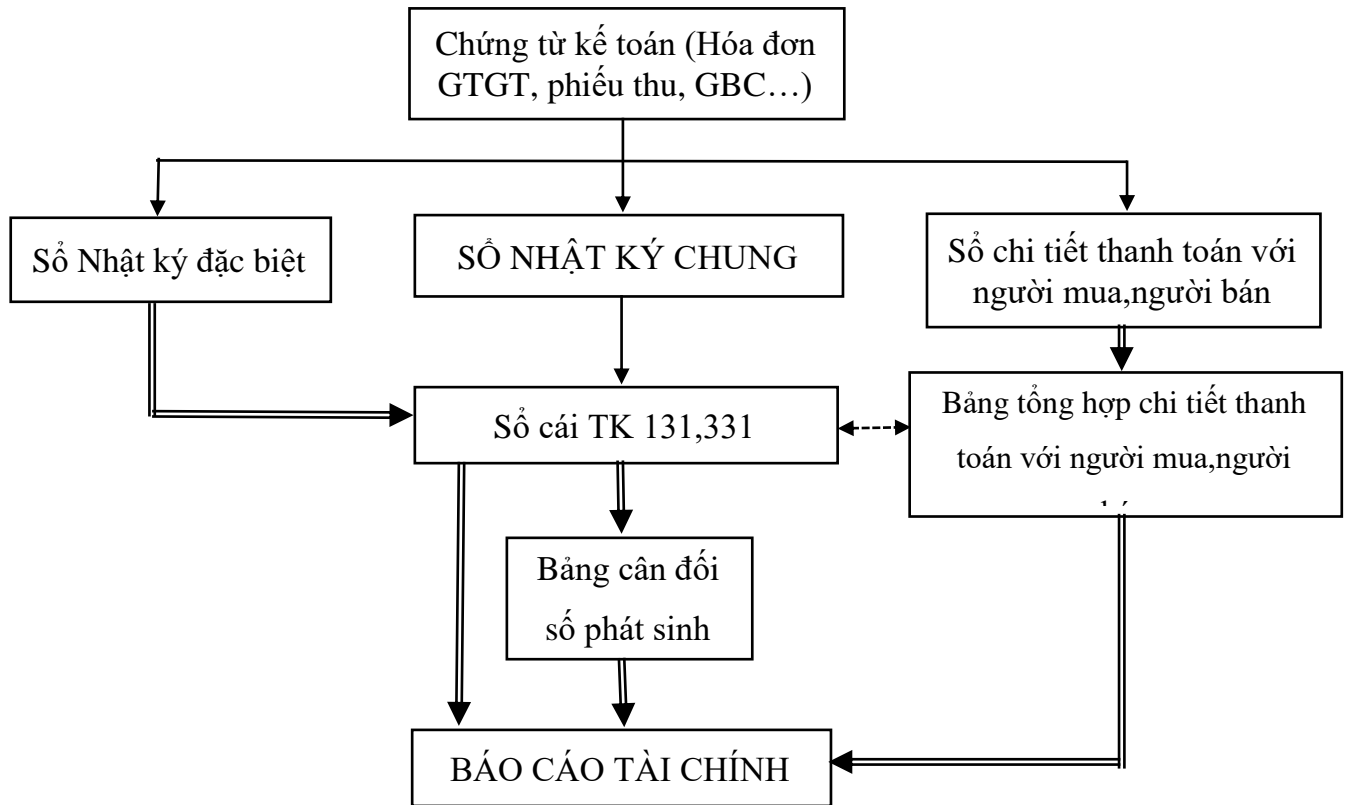 Chứng từ kế toán (Hóa đơn
GTGT, phiếu thu, GBC…)
Sổ Nhật ký đặc biệt
SỔ NHẬT KÝ CHUNG
Sổ chi tiết thanh toán với
người mua,người bán
Sổ cái TK 131,331
Bảng tổng hợp chi tiết thanh
toán với người mua,người
Bảng cân đối
số phát sinh
BÁO CÁO TÀI CHÍNH